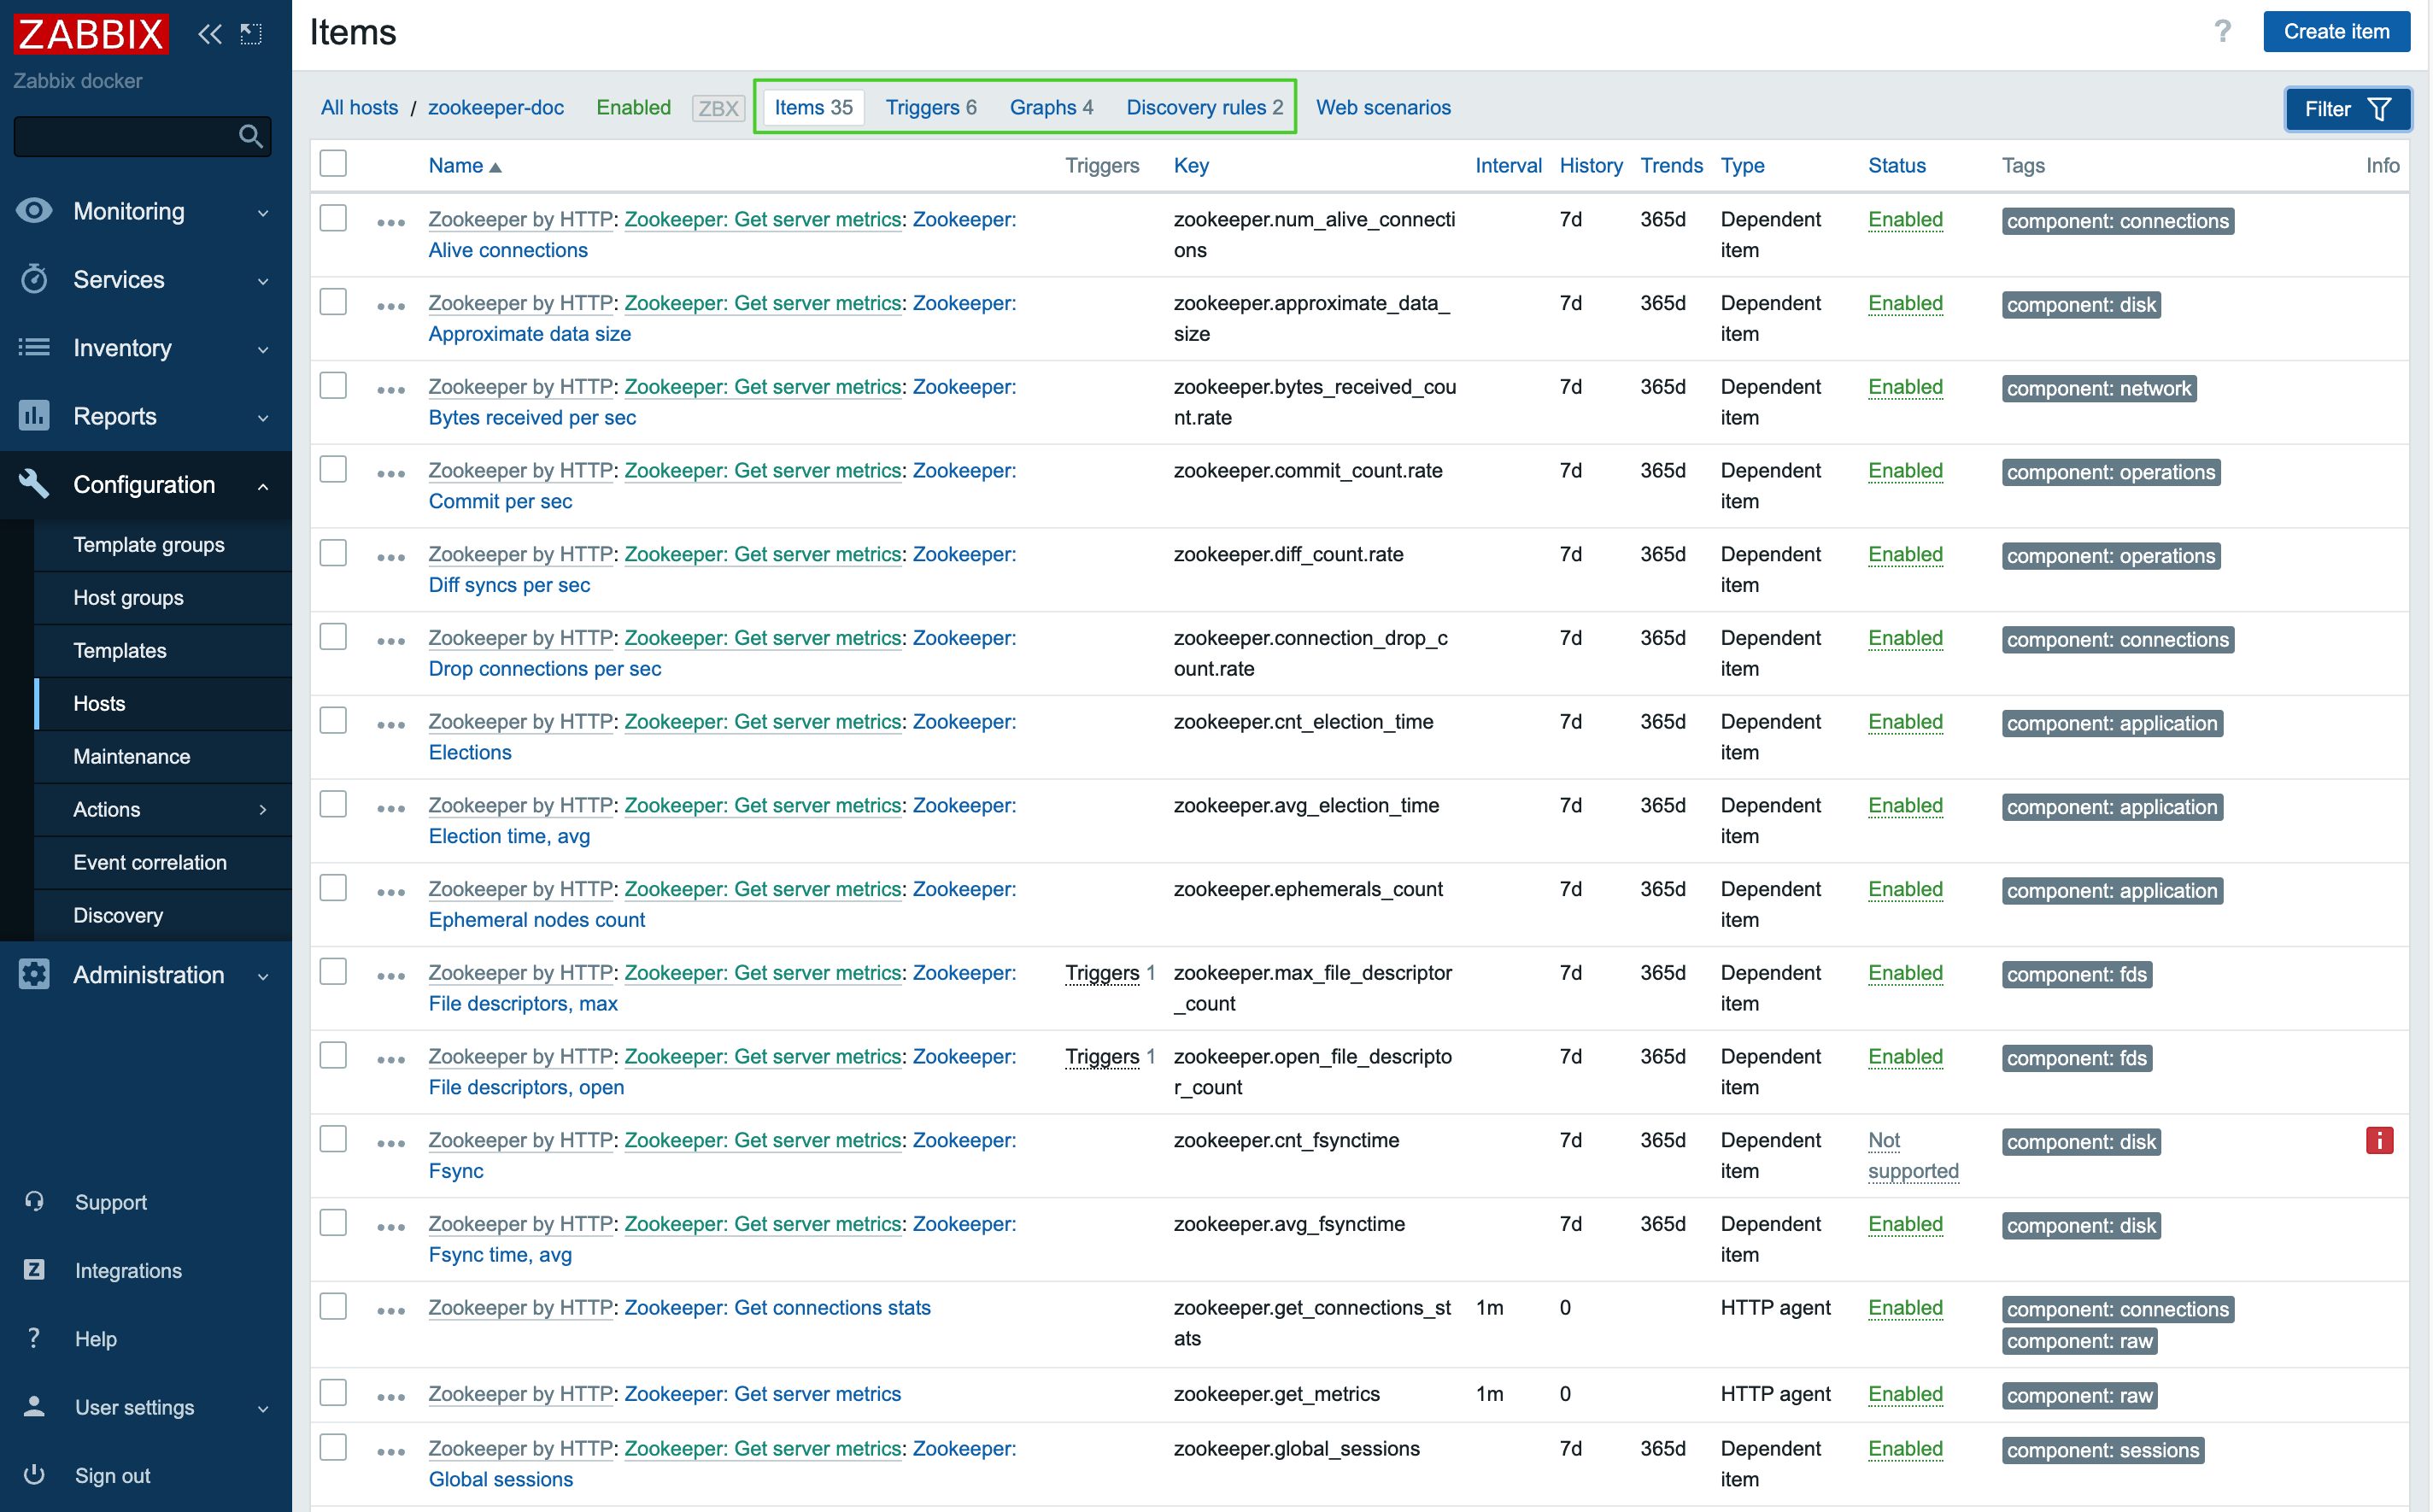 ZABBIX
Zabbix docker
Monitoring
Services
Inventory
Reports
Configuration
Template groups
Host groups
Templates
Hosts
Maintenance
Actions
Event correlation
Discovery
Administration
Support
Integrations
Help
User settings
Sign out
Items
? Create item
All hosts / zookeeper-doc Enabled ZBX Items 35 Triggers 6 Graphs 4 Discovery rules 2 Web scenarios Filter
Name Triggers Key Interval History Trends Type Status Tags Info
Zookeeper by HTTP: Zookeeper: Get server metrics: Zookeeper: zookeeper.num_alive_connecti 7d 365d Dependent Enabled component: connections
Alive connections ons item
Zookeeper by HTTP: Zookeeper: Get server metrics: Zookeeper: zookeeper.approximate_data_ 7d 365d Dependent Enabled component: disk
Approximate data size size item
Zookeeper by HTTP: Zookeeper: Get server metrics: Zookeeper: zookeeper.bytes_received_cou 7d 365d Dependent Enabled component: network
Bytes received per sec nt.rate item
Zookeeper by HTTP: Zookeeper: Get server metrics: Zookeeper: zookeeper.commit_count.rate 7d 365d Dependent Enabled component: operations
Commit per sec item
Zookeeper by HTTP: Zookeeper: Get server metrics: Zookeeper: zookeeper.diff_count.rate 7d 365d Dependent Enabled component: operations
Diff syncs per sec item
Zookeeper by HTTP: Zookeeper: Get server metrics: Zookeeper: zookeeper.connection_drop_c 7d 365d Dependent Enabled component: connections
Drop connections per sec ount.rate item
Zookeeper by HTTP: Zookeeper: Get server metrics: Zookeeper: zookeeper.cnt_election_time 7d 365d Dependent Enabled component: application
Elections item
Zookeeper by HTTP: Zookeeper: Get server metrics: Zookeeper: zookeeper.avg_election_time 7d 365d Dependent Enabled component: application
Election time, avg item
Zookeeper by HTTP: Zookeeper: Get server metrics: Zookeeper: zookeeper.ephemerals_count 7d 365d Dependent Enabled component: application
Ephemeral nodes count item
Zookeeper by HTTP: Zookeeper: Get server metrics: Zookeeper: Triggers 1 zookeeper.max_file_descriptor 7d 365d Dependent Enabled component: fds
File descriptors, max _count item
Zookeeper by HTTP: Zookeeper: Get server metrics: Zookeeper: Triggers 1 zookeeper.open_file_descripto 7d 365d Dependent Enabled component: fds
File descriptors, open r_count item
Zookeeper by HTTP: Zookeeper: Get server metrics: Zookeeper: zookeeper.cnt_fsynctime 7d 365d Dependent Not component: disk i
Fsync item supported
Zookeeper by HTTP: Zookeeper: Get server metrics: Zookeeper: zookeeper.avg_fsynctime 7d 365d Dependent Enabled component: disk
Fsync time, avg item
Zookeeper by HTTP: Zookeeper: Get connections stats zookeeper.get_connections_st 1m 0 HTTP agent Enabled component: connections
ats component: raw
Zookeeper by HTTP: Zookeeper: Get server metrics zookeeper.get_metrics 1m 0 HTTP agent Enabled component: raw
Zookeeper by HTTP: Zookeeper: Get server metrics: Zookeeper: zookeeper.global_sessions 7d 365d Dependent Enabled component: sessions
Global sessions item